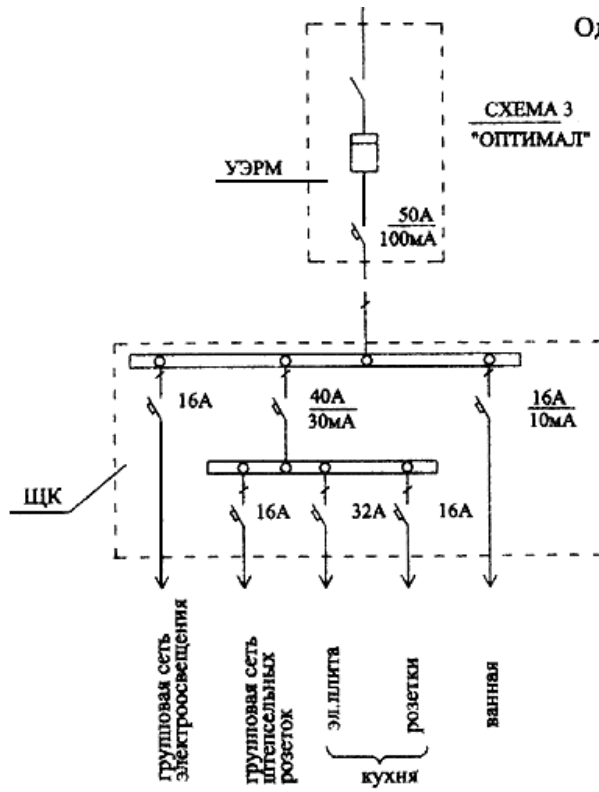 Од
СХЕМА 3
"ОПТИМАЛ"
УЭРМ
50А
100мА
16А
40А
30мА
16А
10мА
ЩК
16А
32А
16А
групповая сеть
электроосвещения
групповая сеть
штепсельных
розеток
эл.плита
розетки
ванная
кухня